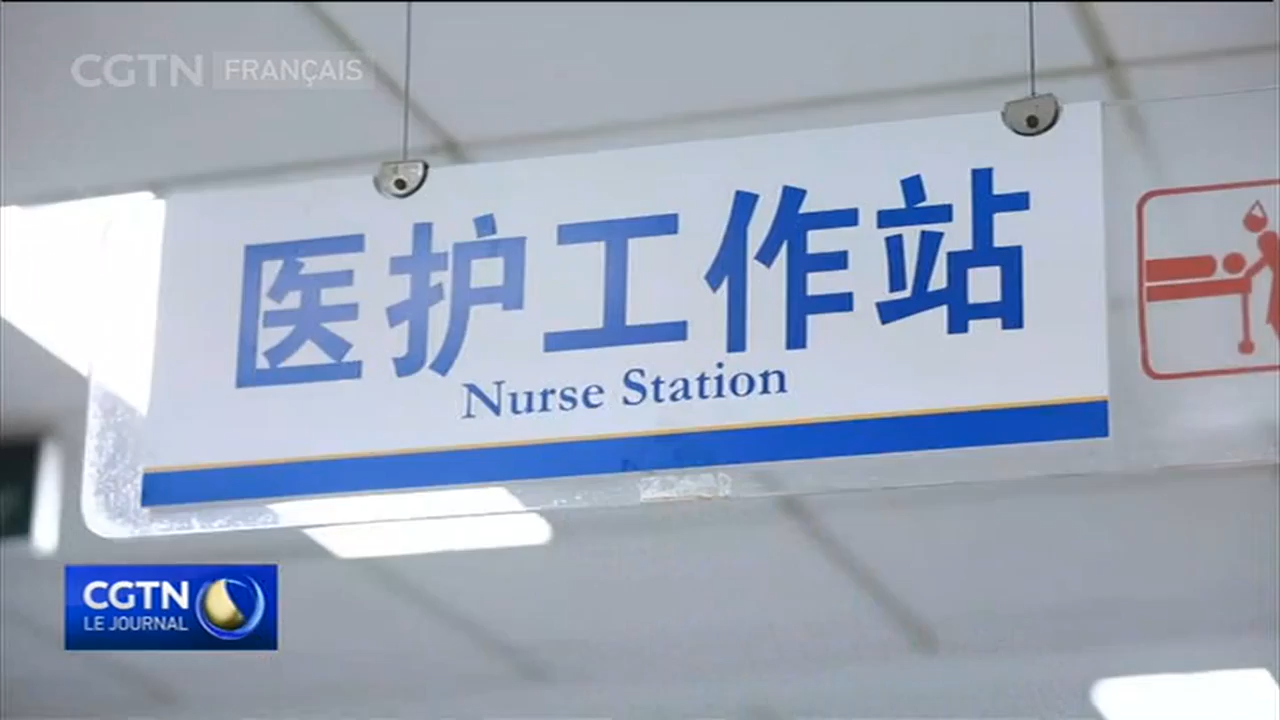 CGTN FRANÇAIS
医护工作站
Nurse Station
CGTN
LE JOURNAL